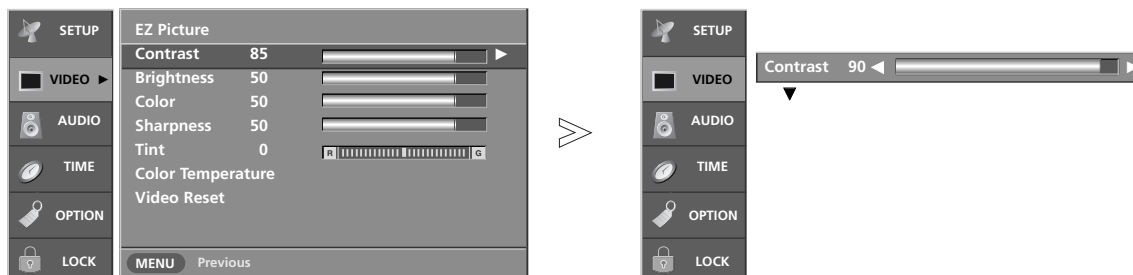 SETUP
VIDEO ►
AUDIO
TIME
OPTION
LOCK
EZ Picture
Contrast 85 ►
Brightness 50
Color 50
Sharpness 50
Tint 0 R G
Color Temperature
Video Reset
MENU Previous
SETUP
VIDEO
AUDIO
TIME
OPTION
LOCK
Contrast 90 ◄ ►
▼